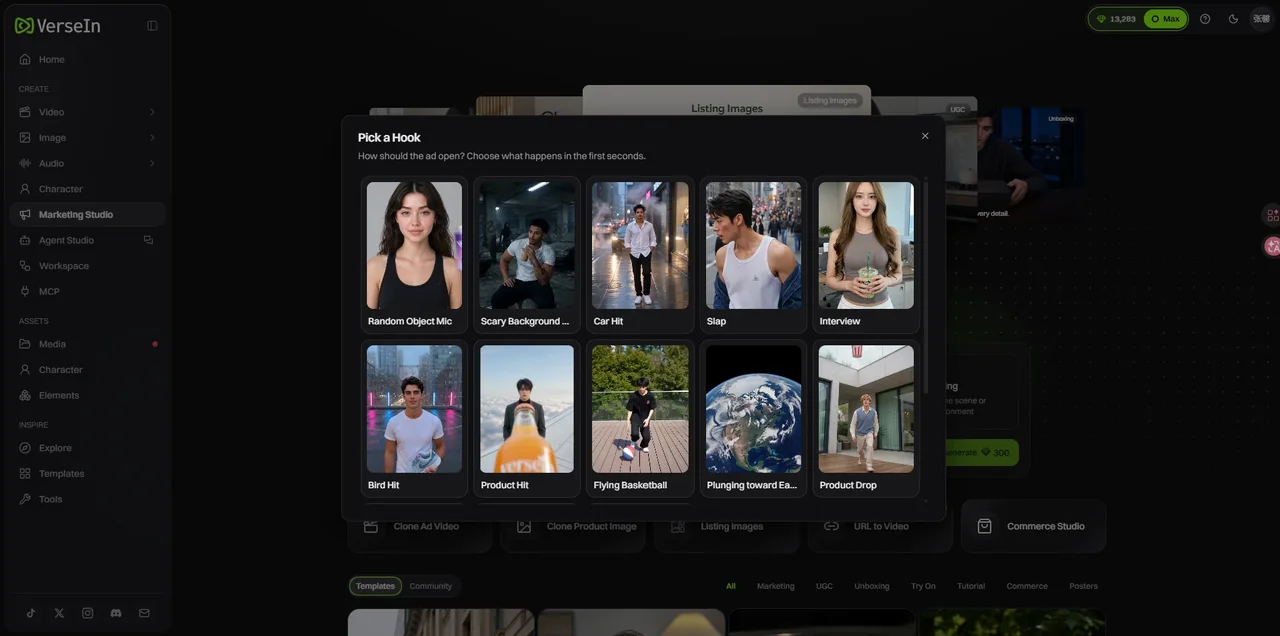 VerseIn
13,283
Max
Home
CREATE
Video
Image
Audio
Character
Marketing Studio
Agent Studio
Workspace
MCP
ASSETS
Media
Character
Elements
INSPIRE
Explore
Templates
Tools
Listing Images
Listing Images
UGC
Unboxing
very detail.
Pick a Hook
How should the ad open? Choose what happens in the first seconds.
Random Object Mic
Scary Background ...
Car Hit
Slap
Interview
Bird Hit
Product Hit
Flying Basketball
Plunging toward Ea...
Product Drop
300
Clone Ad Video
Clone Product Image
Listing Images
URL to Video
Commerce Studio
Templates
Community
All
Marketing
UGC
Unboxing
Try On
Tutorial
Commerce
Posters